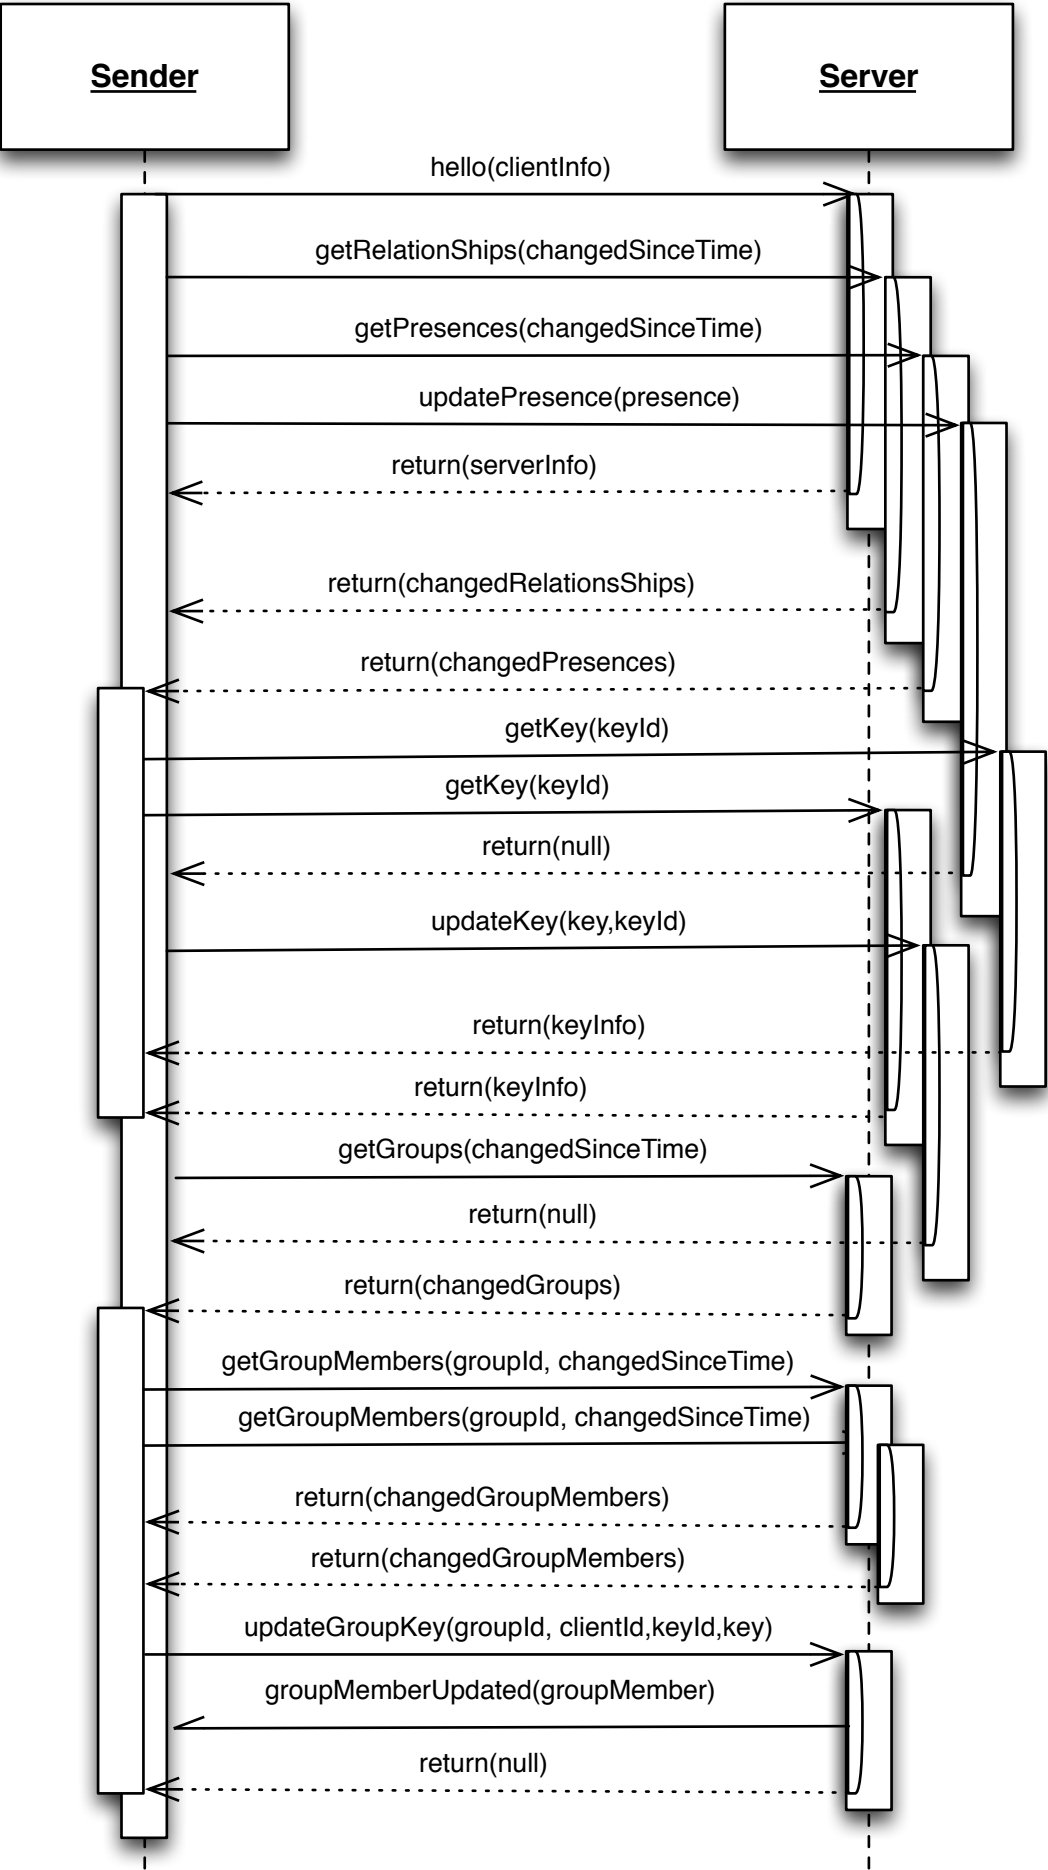 Sender
Server
hello(clientInfo)
getRelationShips(changedSinceTime)
getPresences(changedSinceTime)
updatePresence(presence)
return(serverInfo)
return(changedRelationsShips)
return(changedPresences)
getKey(keyId)
getKey(keyId)
return(null)
updateKey(key,keyId)
return(keyInfo)
return(keyInfo)
getGroups(changedSinceTime)
return(null)
return(changedGroups)
getGroupMembers(groupId, changedSinceTime)
getGroupMembers(groupId, changedSinceTime)
return(changedGroupMembers)
return(changedGroupMembers)
updateGroupKey(groupId, clientId,keyId,key)
groupMemberUpdated(groupMember)
return(null)